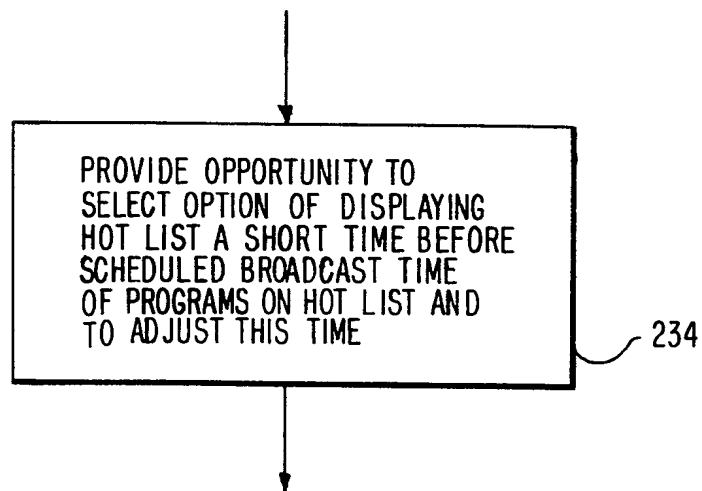 PROVIDE OPPORTUNITY TO
SELECT OPTION OF DISPLAYING
HOT LIST A SHORT TIME BEFORE
SCHEDULED BROADCAST TIME
OF PROGRAMS ON HOT LIST AND
TO ADJUST THIS TIME
234